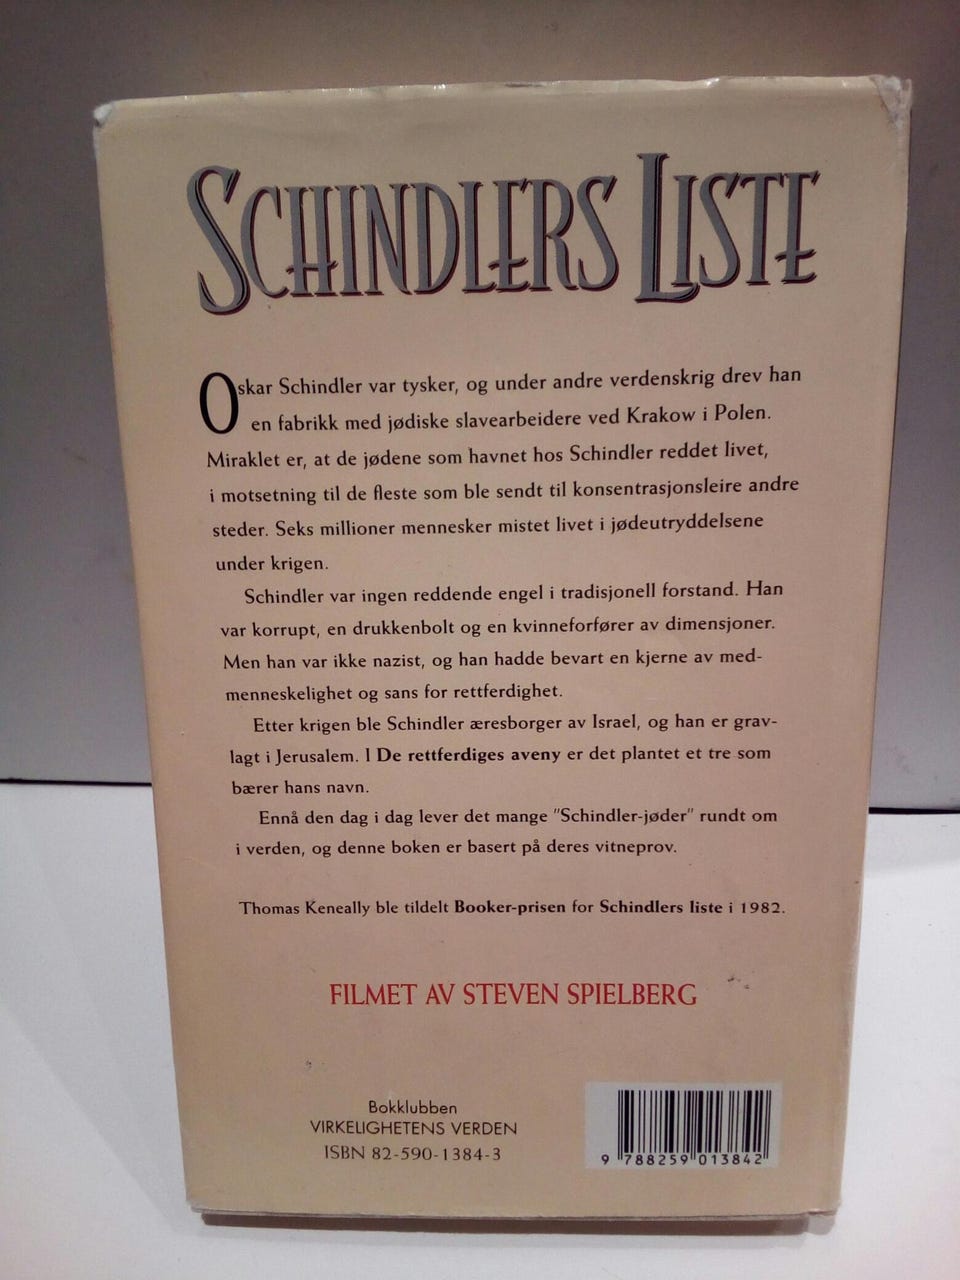 SCHINDLERS LISTE
Oskar Schindler var tysker, og under andre verdenskrig drev han
en fabrikk med jødiske slavearbeidere ved Krakow i Polen.
Miraklet er, at de jødene som havnet hos Schindler reddet livet,
i motsetning til de fleste som ble sendt til konsentrasjonsleire andre
steder. Seks millioner mennesker mistet livet i jødeutryddelsene
under krigen.
Schindler var ingen reddende engel i tradisjonell forstand. Han
var korrupt, en drukkenbolt og en kvinneforfører av dimensjoner.
Men han var ikke nazist, og han hadde bevart en kjerne av med-
menneskelighet og sans for rettferdighet.
Etter krigen ble Schindler æresborger av Israel, og han er grav-
lagt i Jerusalem. I De rettferdiges aveny er det plantet et tre som
bærer hans navn.
Ennå den dag i dag lever det mange "Schindler-jøder" rundt om
i verden, og denne boken er basert på deres vitneprov.
Thomas Keneally ble tildelt Booker-prisen for Schindlers liste i 1982.
FILMET AV STEVEN SPIELBERG
Bokklubben
VIRKELIGHETENS VERDEN
ISBN 82-590-1384-3
9 788259 013842